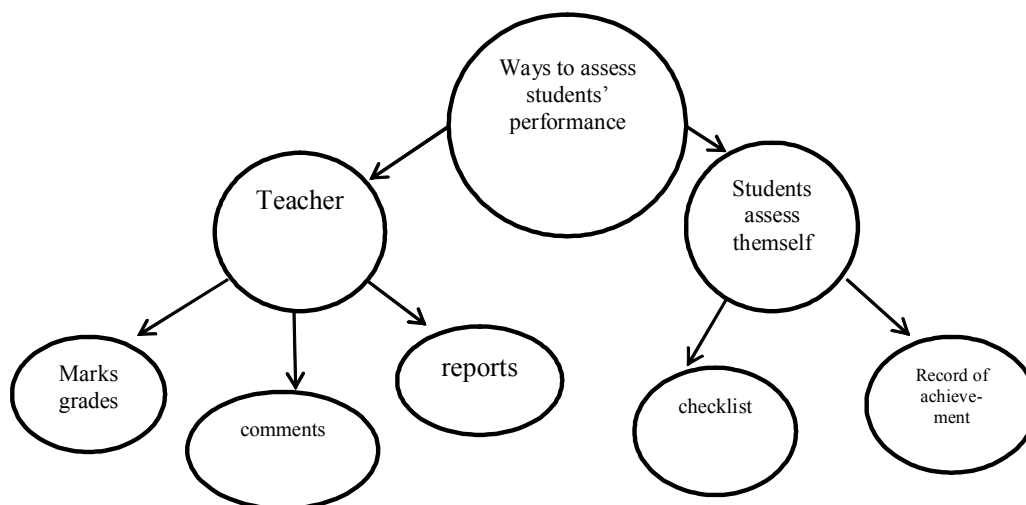 Ways to assess
students’
performance
Teacher
Students
assess
themself
Marks
grades
comments
reports
checklist
Record of
achieve-
ment